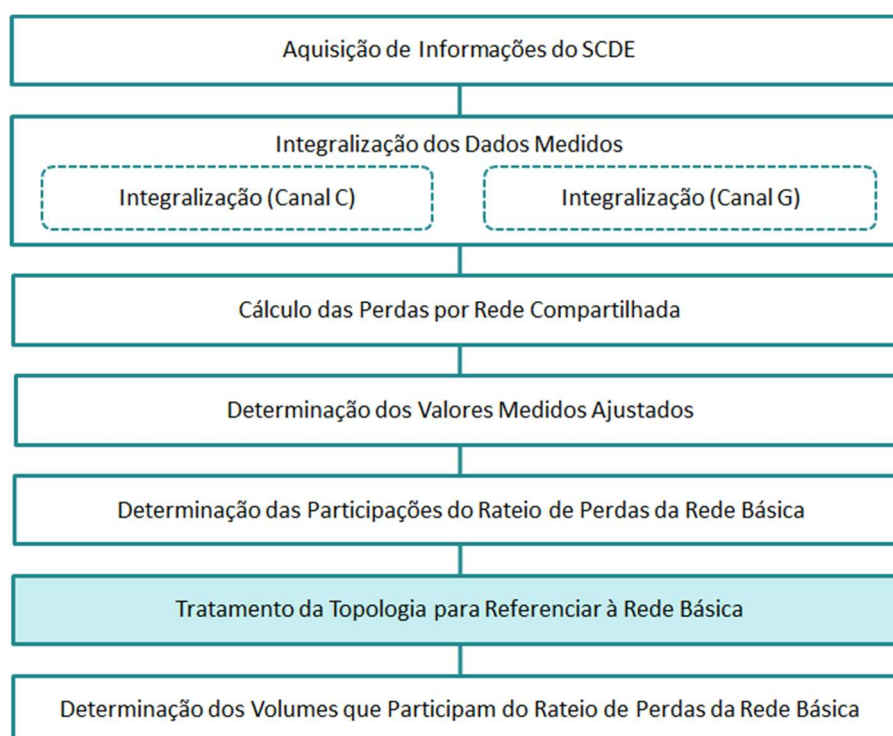 Aquisição de Informações do SCDE
Integralização dos Dados Medidos
Integralização (Canal C)
Integralização (Canal G)
Cálculo das Perdas por Rede Compartilhada
Determinação dos Valores Medidos Ajustados
Determinação das Participações do Rateio de Perdas da Rede Básica
Tratamento da Topologia para Referenciar à Rede Básica
Determinação dos Volumes que Participam do Rateio de Perdas da Rede Básica